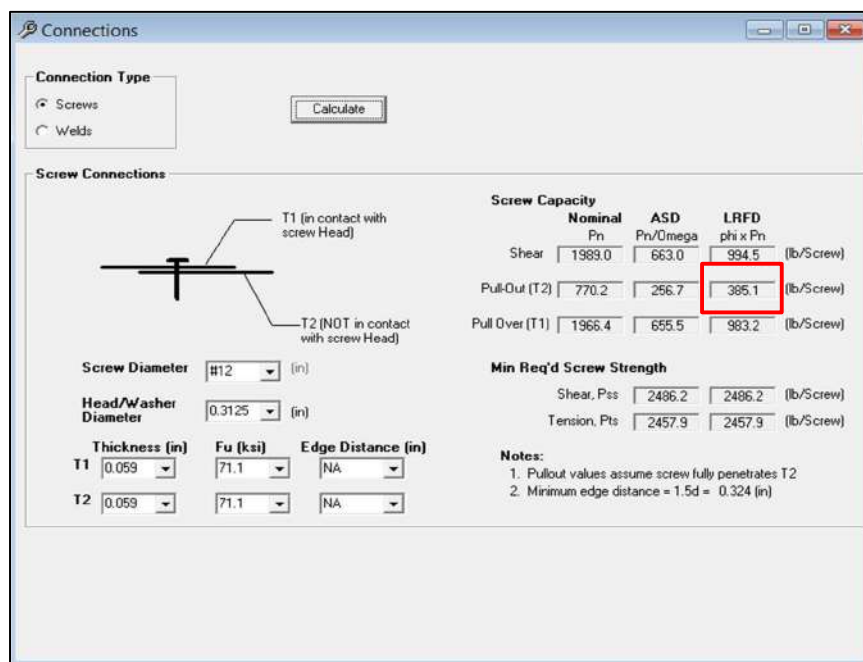 Connections
Connection Type
Screws
Welds
Calculate
Screw Connections
T1 (in contact with
screw Head)
T2 (NOT in contact
with screw Head)
Screw Diameter #12 (in)
Head/Washer
Diameter 0.3125 (in)
Thickness (in) Fu (ksi) Edge Distance (in)
T1 0.059 71.1 NA
T2 0.059 71.1 NA
Screw Capacity
Nominal ASD LRFD
Pn Pn/Omega phi x Pn
Shear 1989.0 663.0 994.5 (lb/Screw)
Pull-Out (T2) 770.2 256.7 385.1 (lb/Screw)
Pull Over (T1) 1966.4 655.5 983.2 (lb/Screw)
Min Req'd Screw Strength
Shear, Pss 2486.2 2486.2 (lb/Screw)
Tension, Pts 2457.9 2457.9 (lb/Screw)
Notes:
1. Pullout values assume screw fully penetrates T2
2. Minimum edge distance = 1.5d = 0.324 (in)